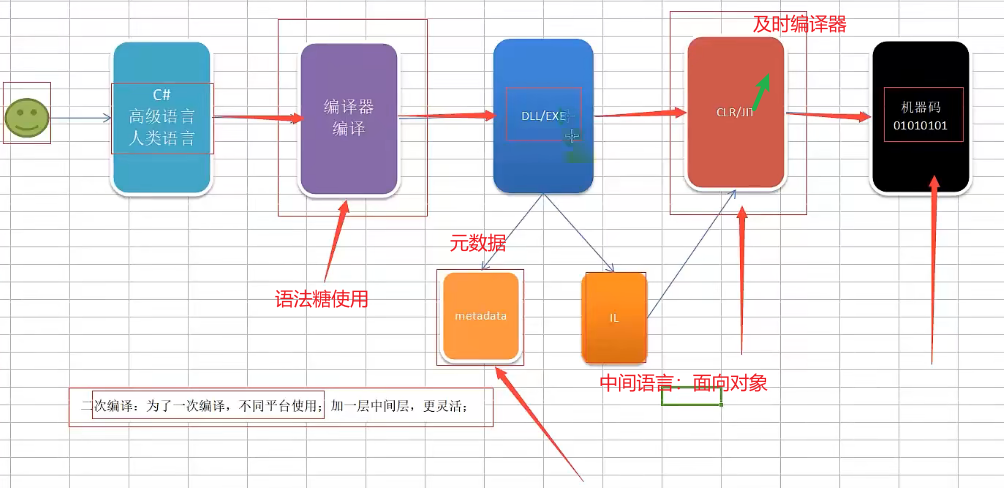 及时编译器
C#
高级语言
人类语言
编译器
编译
DLL/EXE
CLR/JIT
机器码
01010101
元数据
语法糖使用
metadata
IL
中间语言：面向对象
二次编译：为了一次编译，不同平台使用；加一层中间层，更灵活；